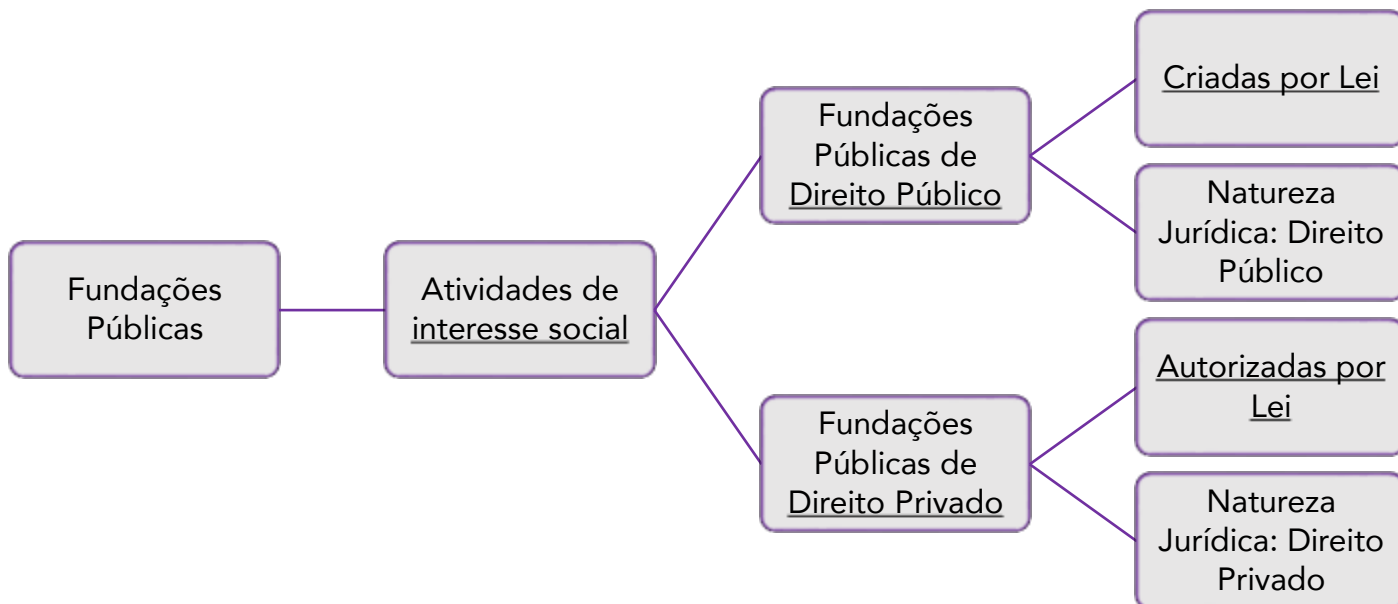 Fundações
Públicas
Atividades de
interesse social
Fundações
Públicas de
Direito Público
Criadas por Lei
Natureza
Jurídica: Direito
Público
Fundações
Públicas de
Direito Privado
Autorizadas por
Lei
Natureza
Jurídica: Direito
Privado